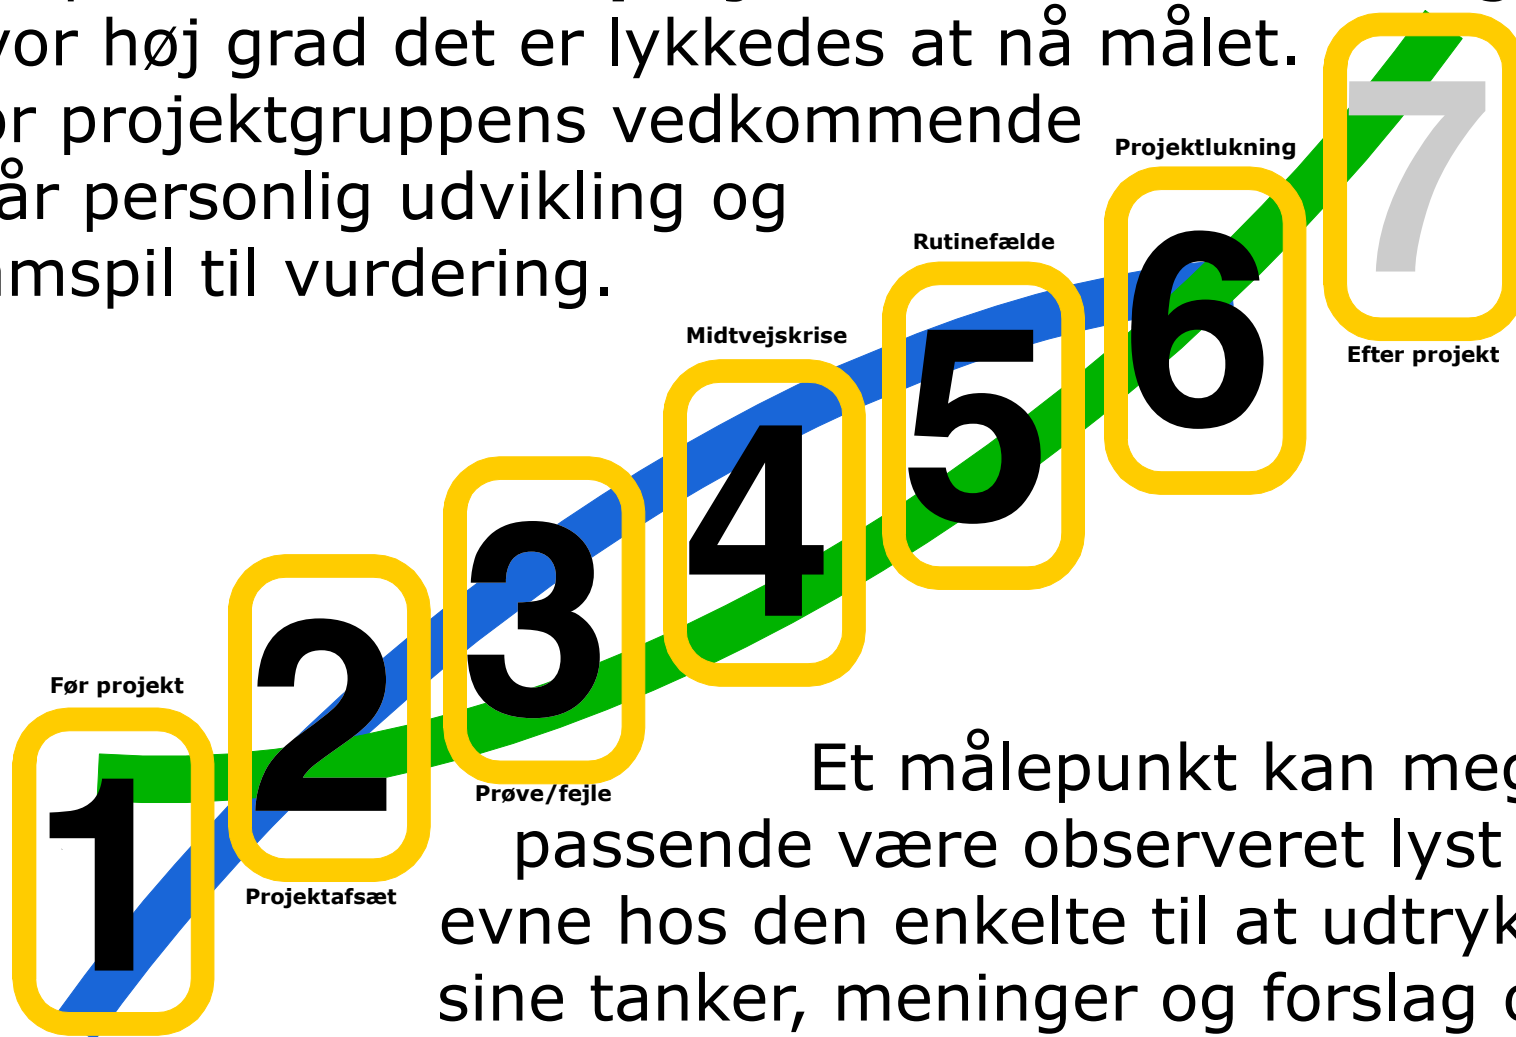 vor høj grad det er lykkedes at nå målet.
or projektgruppens vedkommende
år personlig udvikling og
amspil til vurdering.
7
Projektlukning
6
Efter projekt
Rutinefælde
5
Midtvejskrise
4
3
Prøve/fejle
2
Projektafsæt
Før projekt
1
Et målepunkt kan meg
passende være observeret lyst
evne hos den enkelte til at udtryk
sine tanker, meninger og forslag o